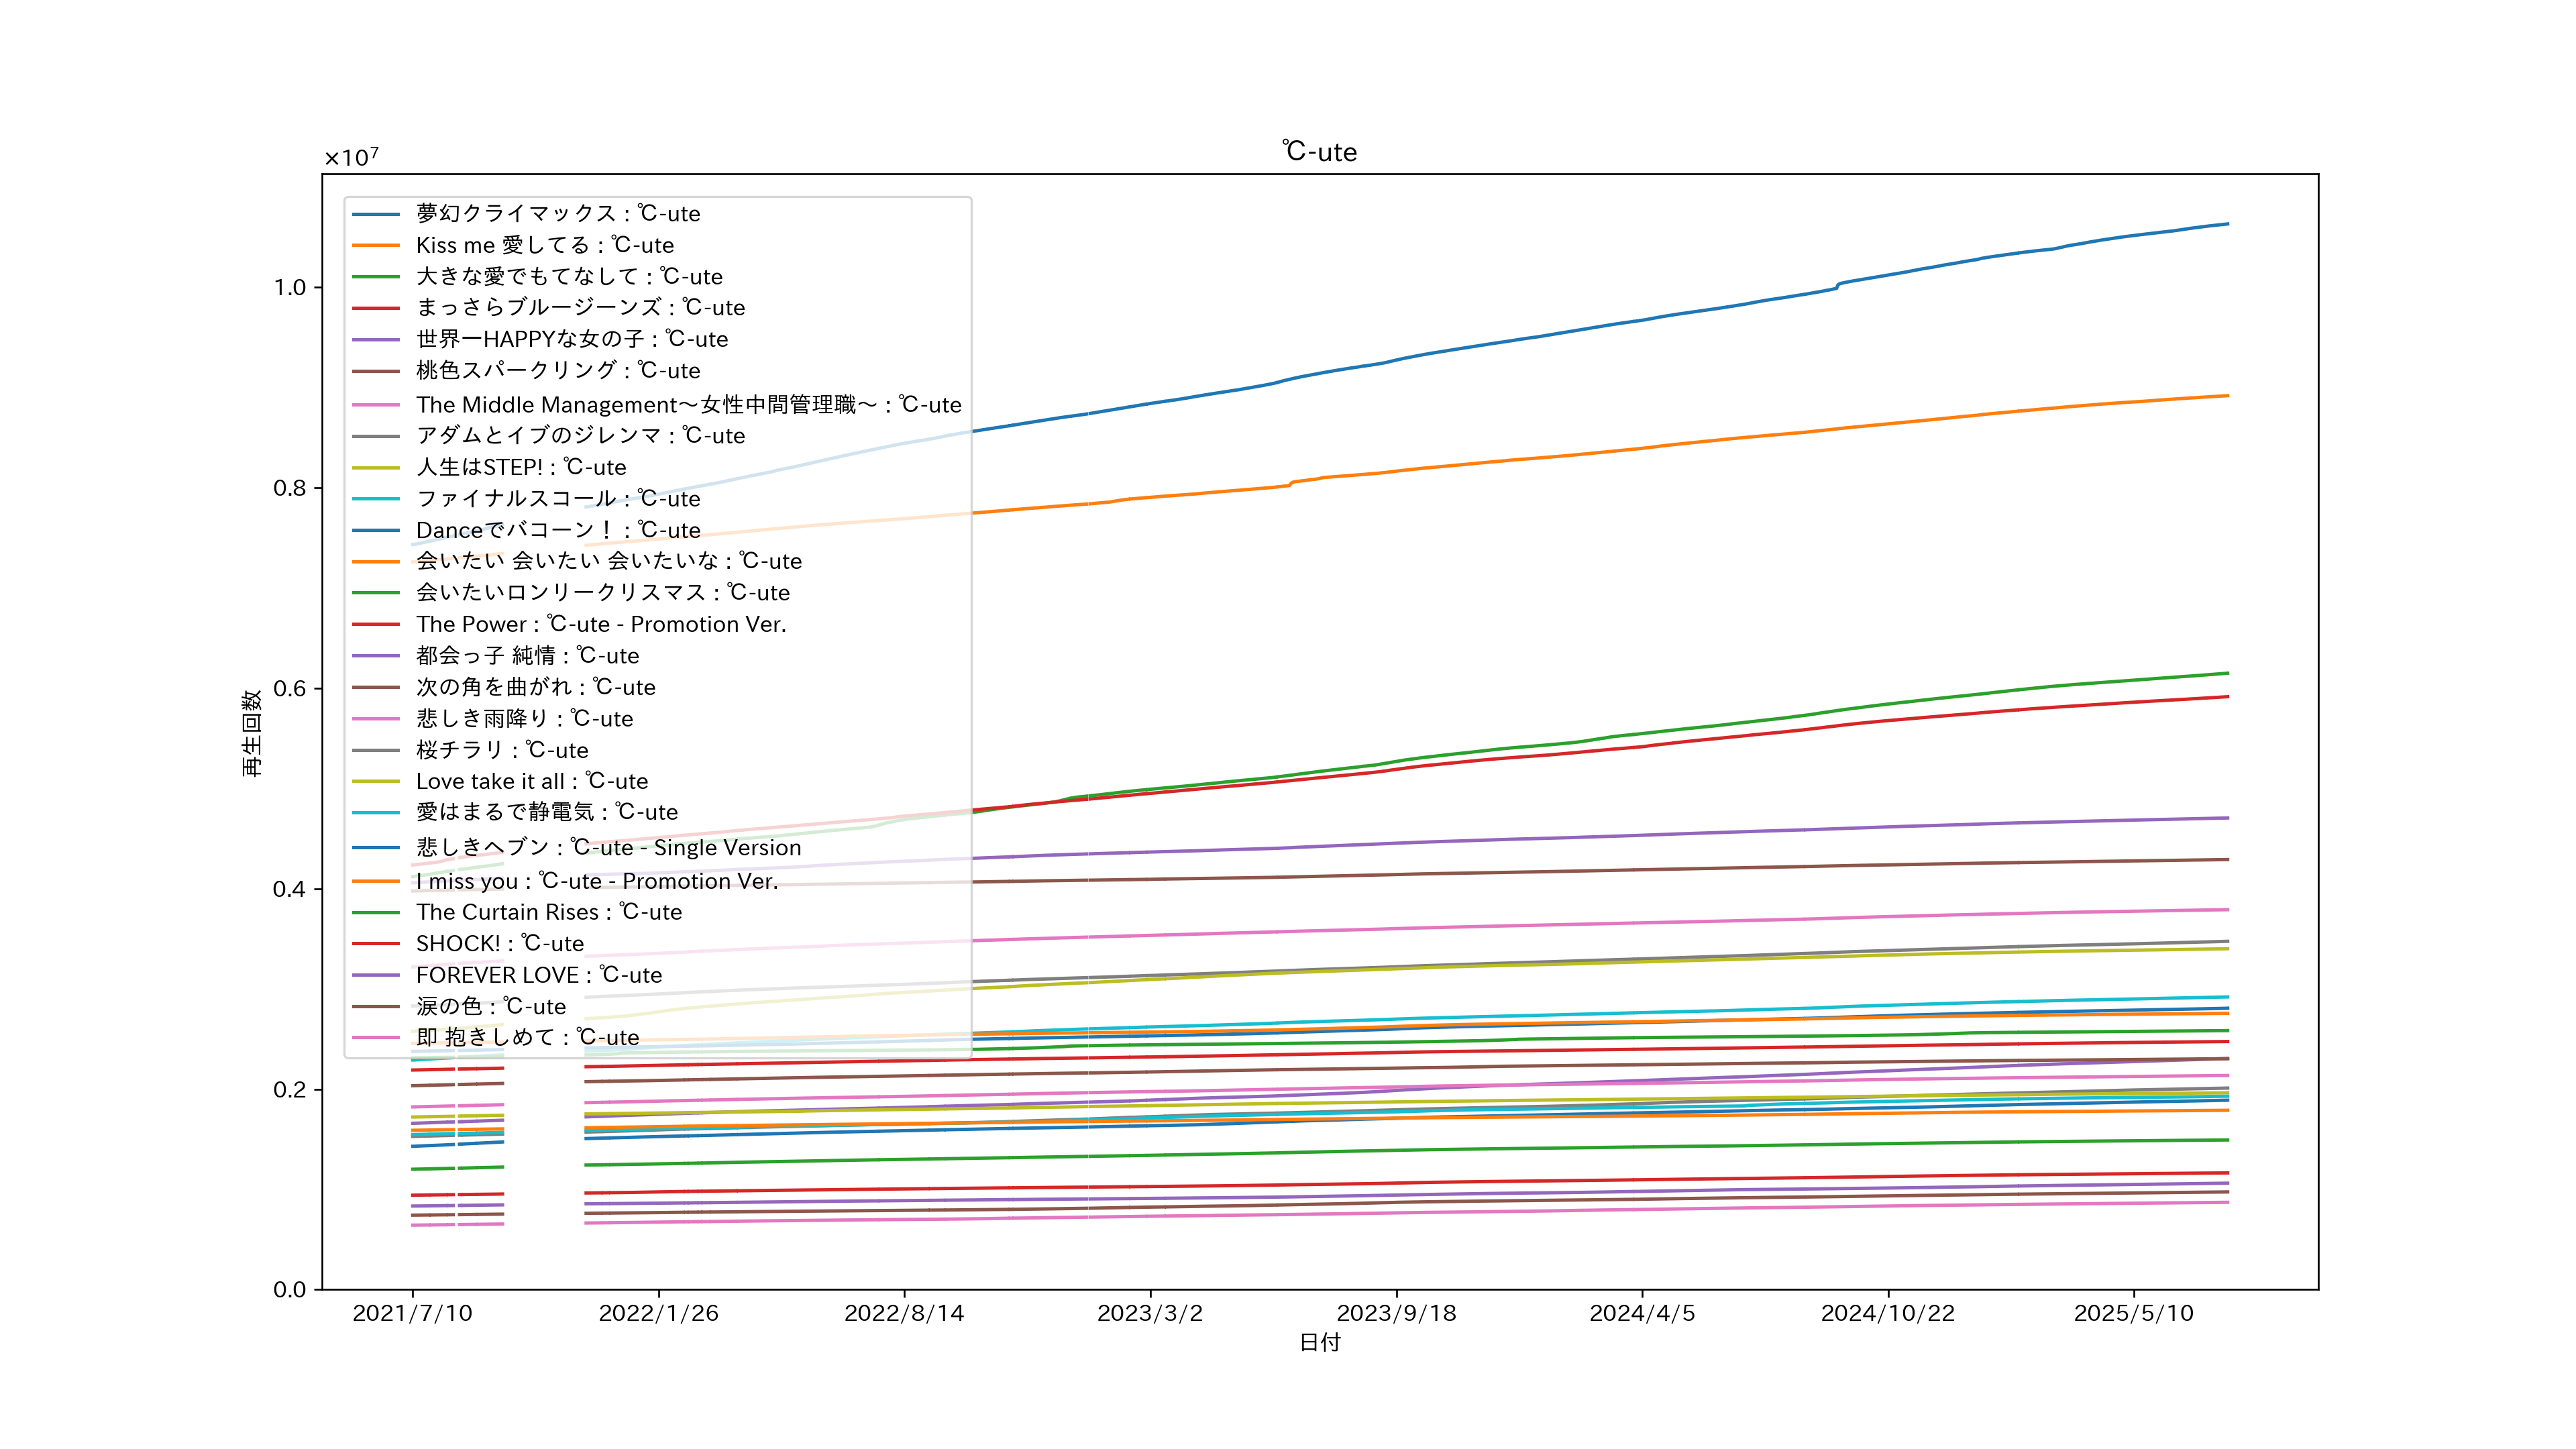 ℃-ute
×10⁷
夢幻クライマックス : ℃-ute
Kiss me 愛してる : ℃-ute
大きな愛でもてなして : ℃-ute
まっさらブルージーンズ : ℃-ute
世界一HAPPYな女の子 : ℃-ute
桃色スパークリング : ℃-ute
The Middle Management～女性中間管理職～ : ℃-ute
アダムとイブのジレンマ : ℃-ute
人生はSTEP! : ℃-ute
ファイナルスコール : ℃-ute
Danceでバコーン！ : ℃-ute
会いたい 会いたい 会いたいな : ℃-ute
会いたいロンリークリスマス : ℃-ute
The Power : ℃-ute - Promotion Ver.
都会っ子 純情 : ℃-ute
次の角を曲がれ : ℃-ute
悲しき雨降り : ℃-ute
桜チラリ : ℃-ute
Love take it all : ℃-ute
愛はまるで静電気 : ℃-ute
悲しきヘブン : ℃-ute - Single Version
I miss you : ℃-ute - Promotion Ver.
The Curtain Rises : ℃-ute
SHOCK! : ℃-ute
FOREVER LOVE : ℃-ute
涙の色 : ℃-ute
即 抱きしめて : ℃-ute
1.0
0.8
0.6
0.4
0.2
0.0
再生回数
2021/7/10 2022/1/26 2022/8/14 2023/3/2 2023/9/18 2024/4/5 2024/10/22 2025/5/10
日付